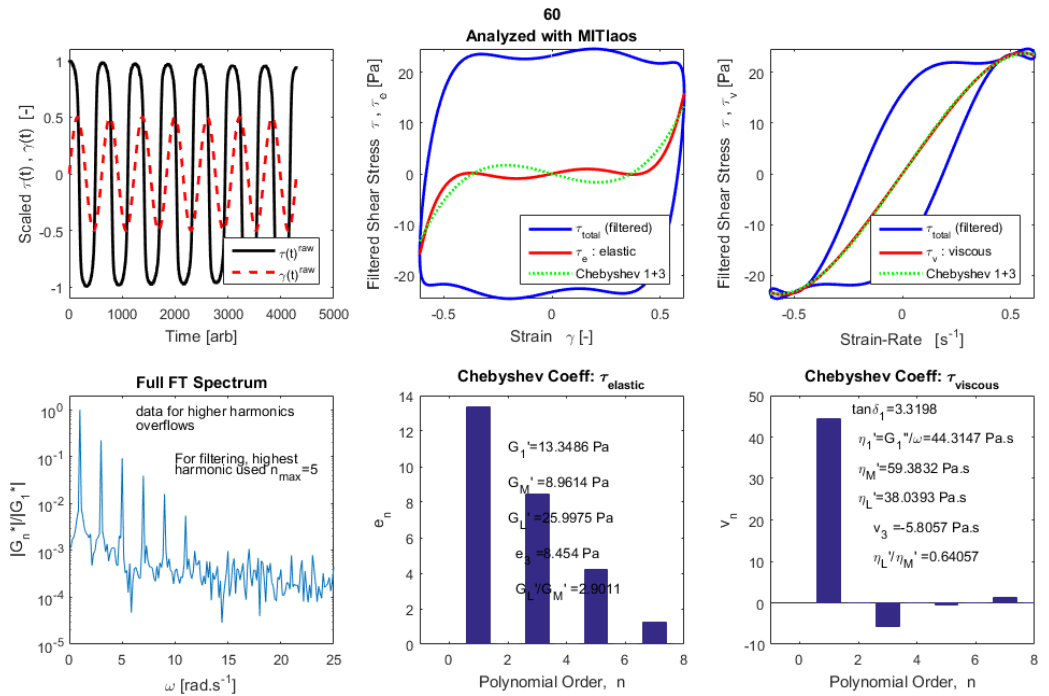 60
Analyzed with MITlaos
Scaled τ(t) , γ(t)  [-]
1
0.5
0
-0.5
-1
τ(t)^raw
γ(t)^raw
0 1000 2000 3000 4000 5000
Time [arb]
Filtered Shear Stress  τ , τ_e [Pa]
20
10
0
-10
-20
τ_total (filtered)
τ_e : elastic
Chebyshev 1+3
-0.5 0 0.5
Strain  γ [-]
Filtered Shear Stress  τ , τ_v [Pa]
20
10
0
-10
-20
τ_total (filtered)
τ_v : viscous
Chebyshev 1+3
-0.5 0 0.5
Strain-Rate  [s^-1]
Full FT Spectrum
|G_n*|/|G_1*|
10^0
10^-1
10^-2
10^-3
10^-4
10^-5
data for higher harmonics
overflows
For filtering, highest
harmonic used n_max=5
0 5 10 15 20 25
ω [rad.s^-1]
Chebyshev Coeff: τ_elastic
e_n
14
12
10
8
6
4
2
0
G_1'=13.3486 Pa
G_M'=8.9614 Pa
G_L'=25.9975 Pa
e_3=8.454 Pa
G_L'/G_M'=2.9011
0 2 4 6 8
Polynomial Order,  n
Chebyshev Coeff: τ_viscous
v_n
50
40
30
20
10
0
-10
tanδ_1=3.3198
η_1'=G_1''/ω=44.3147 Pa.s
η_M'=59.3832 Pa.s
η_L'=38.0393 Pa.s
v_3=-5.8057 Pa.s
η_L'/η_M'=0.64057
0 2 4 6 8
Polynomial Order,  n